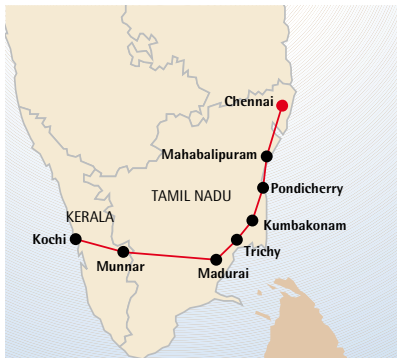 Chennai
Mahabalipuram
Pondicherry
TAMIL NADU
KERALA
Kumbakonam
Kochi
Trichy
Munnar
Madurai